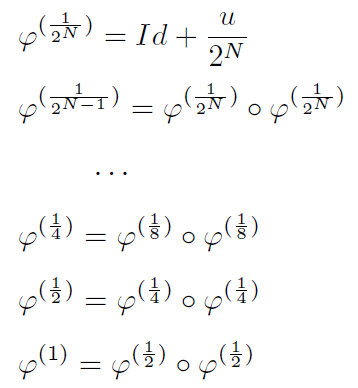 φ^(1/2^N) = Id + u/2^N
φ^(1/2^(N−1)) = φ^(1/2^N) ∘ φ^(1/2^N)
...
φ^(1/4) = φ^(1/8) ∘ φ^(1/8)
φ^(1/2) = φ^(1/4) ∘ φ^(1/4)
φ^(1) = φ^(1/2) ∘ φ^(1/2)